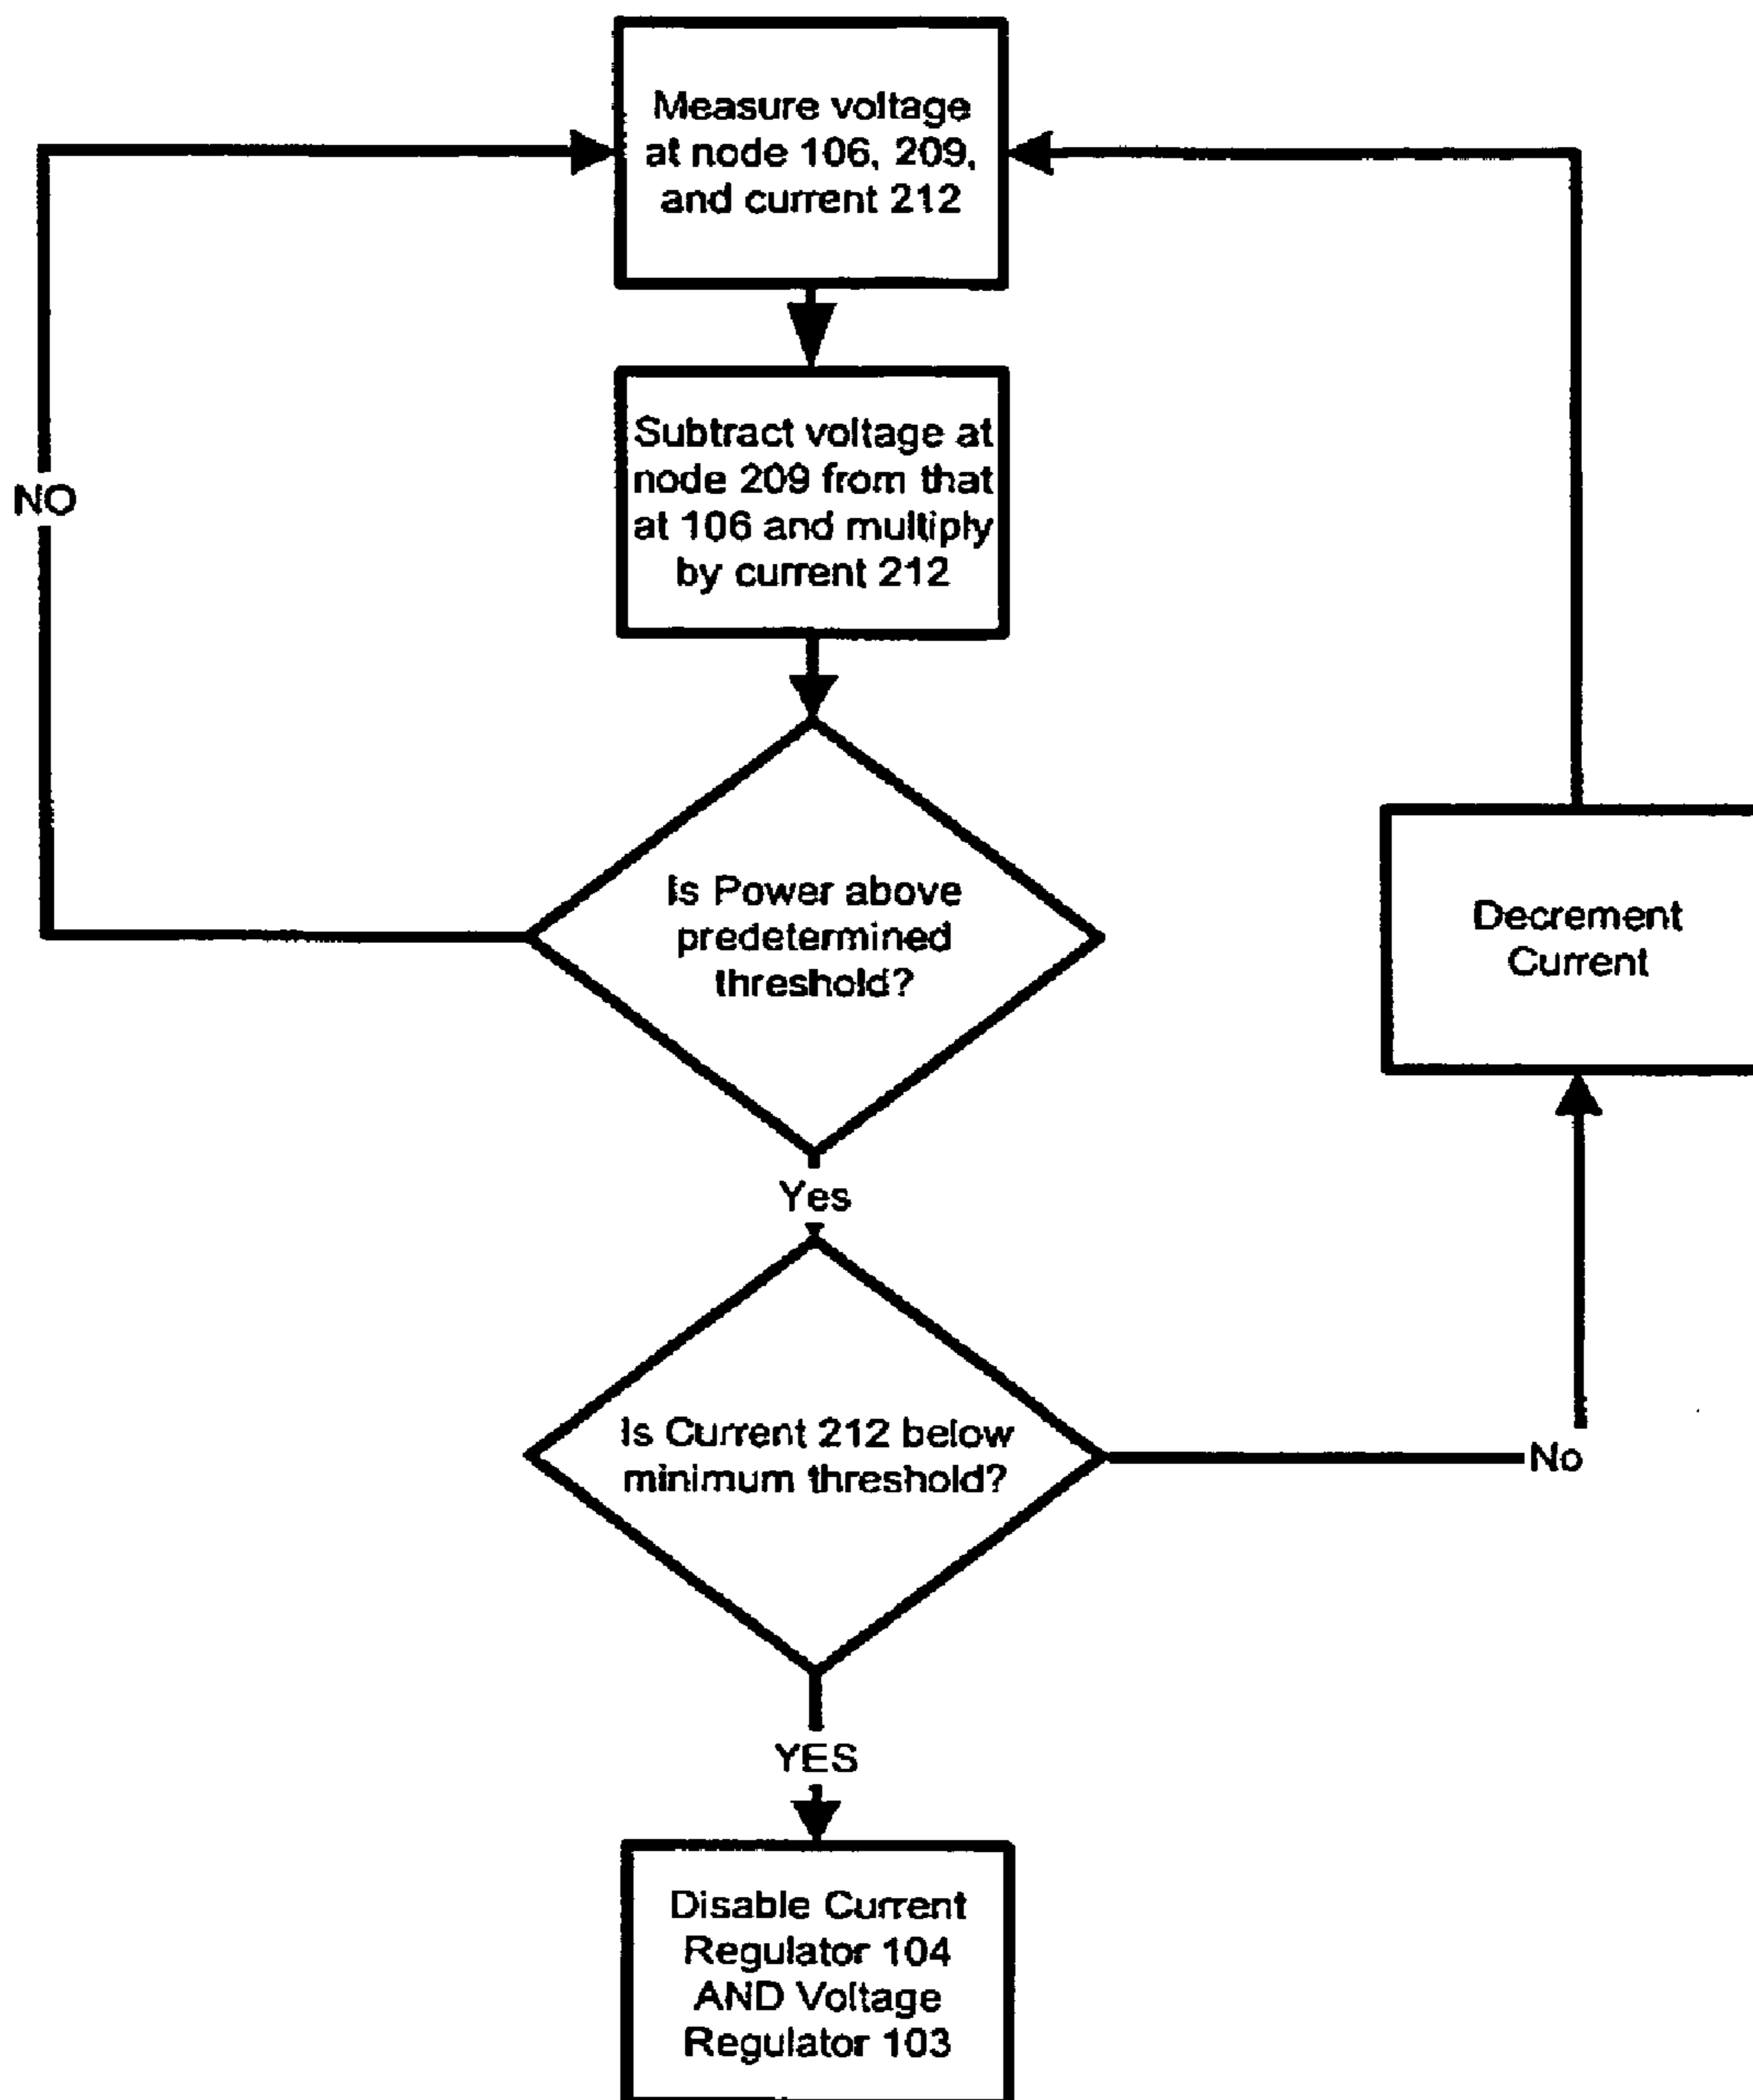 Measure voltage
at node 106, 209,
and current 212
Subtract voltage at
node 209 from that
at 106 and multiply
by current 212
NO
Is Power above
predetermined
threshold?
Decrement
Current
Yes
Is Current 212 below
minimum threshold?
No
YES
Disable Current
Regulator 104
AND Voltage
Regulator 103